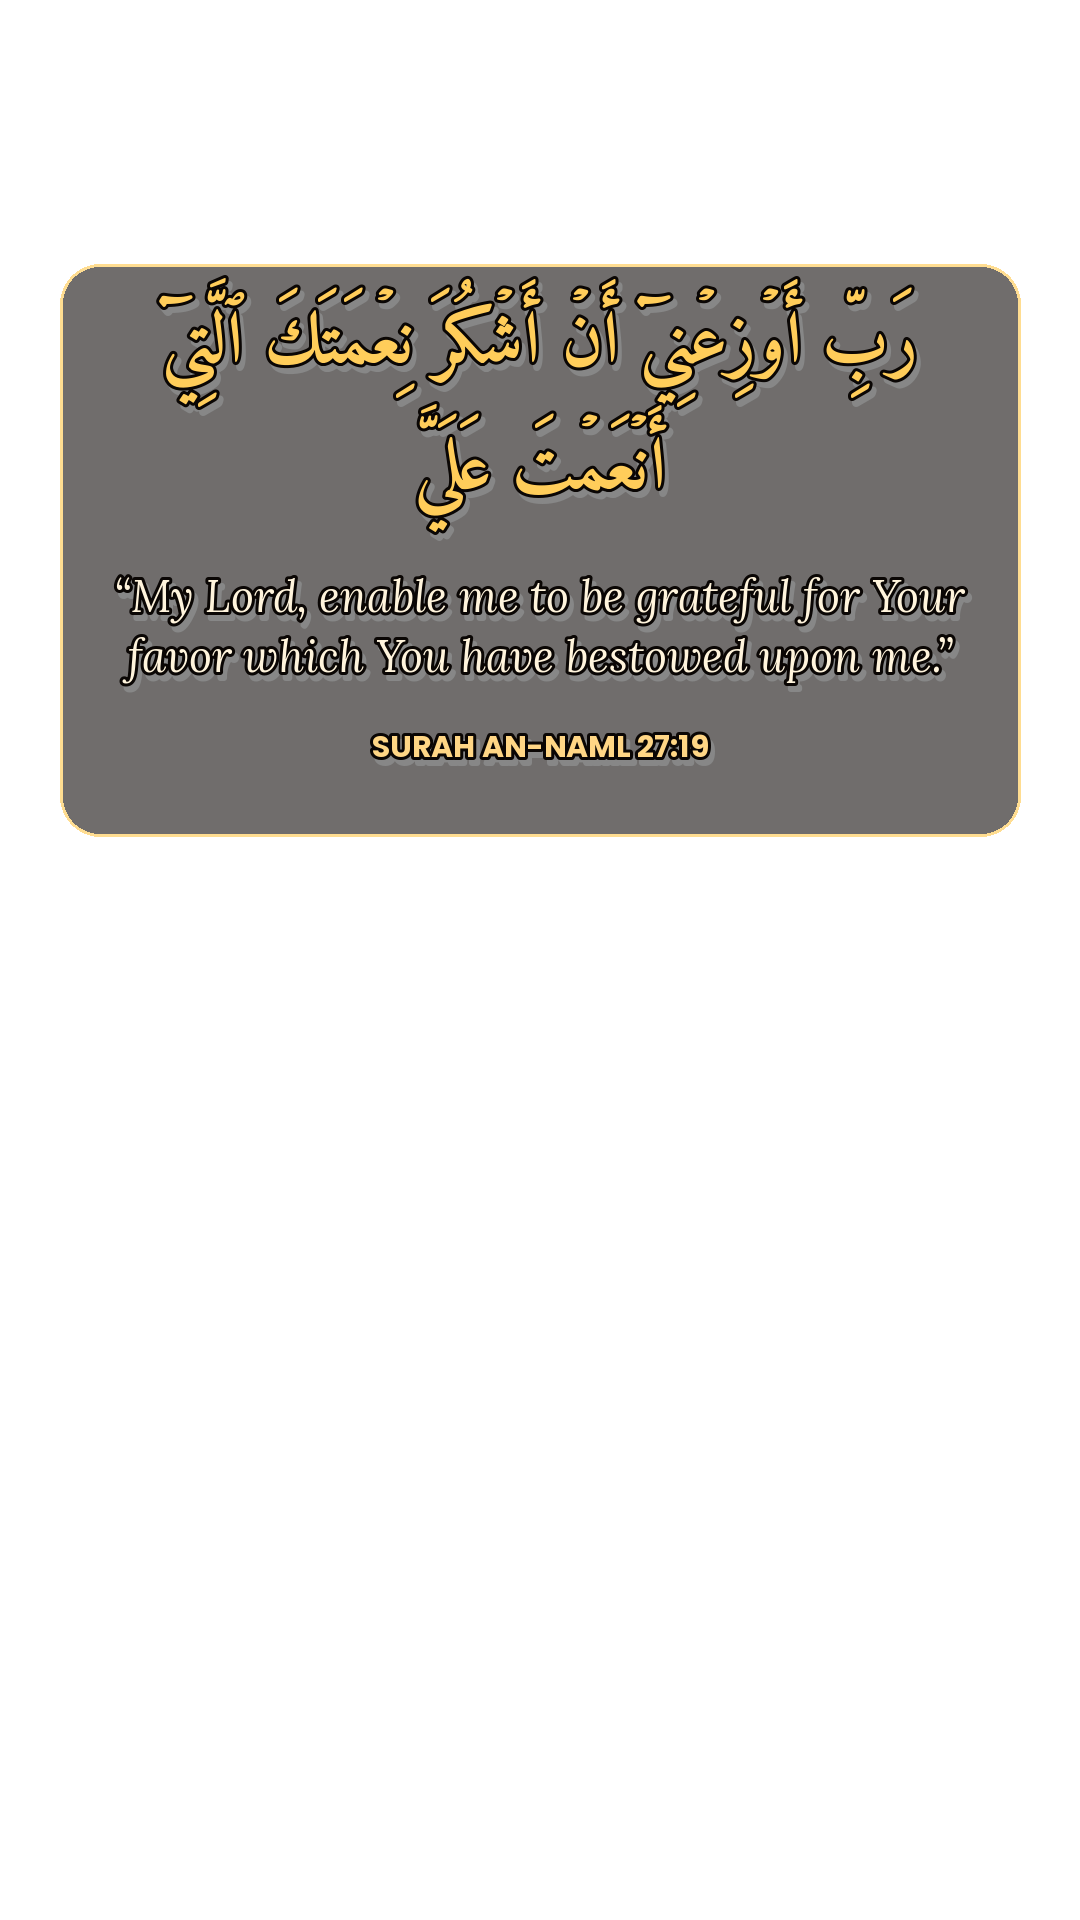 رَبِّ أَوْزِعْنِيٓ أَنْ أَشْكُرَ نِعْمَتَكَ ٱلَّتِيٓ
أَنْعَمْتَ عَلَيَّ
“My Lord, enable me to be grateful for Your
favor which You have bestowed upon me.”
SURAH AN-NAML 27:19